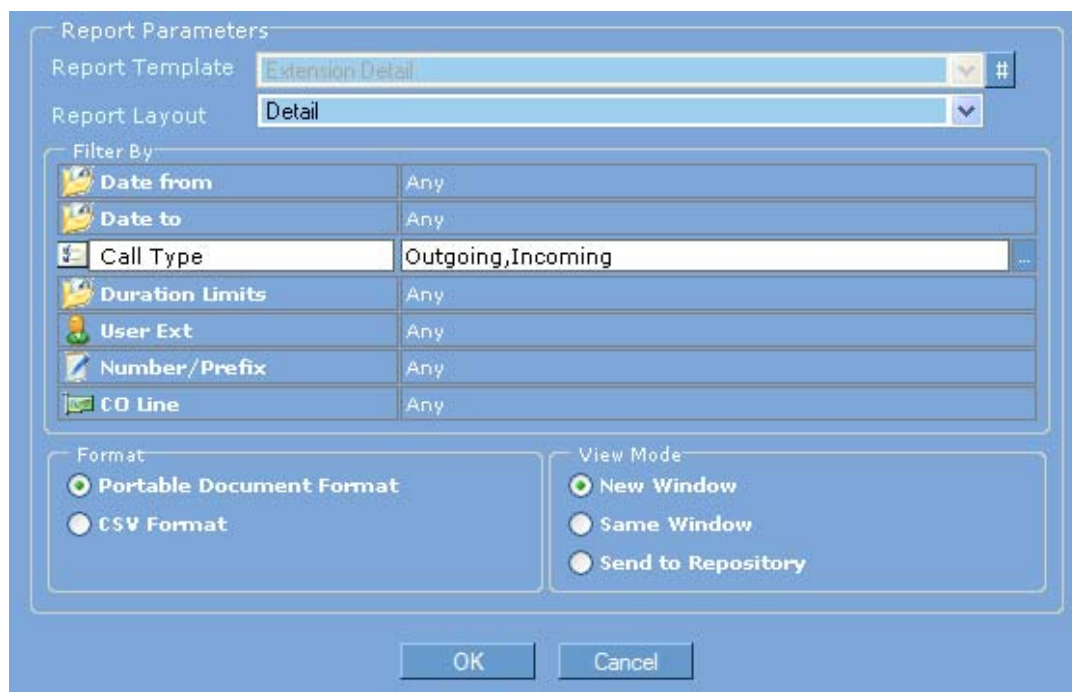 Report Parameters
Report Template Extension Detail #
Report Layout Detail
Filter By
Date from Any
Date to Any
Call Type Outgoing,Incoming ...
Duration Limits Any
User Ext Any
Number/Prefix Any
CO Line Any
Format
Portable Document Format
CSV Format
View Mode
New Window
Same Window
Send to Repository
OK Cancel